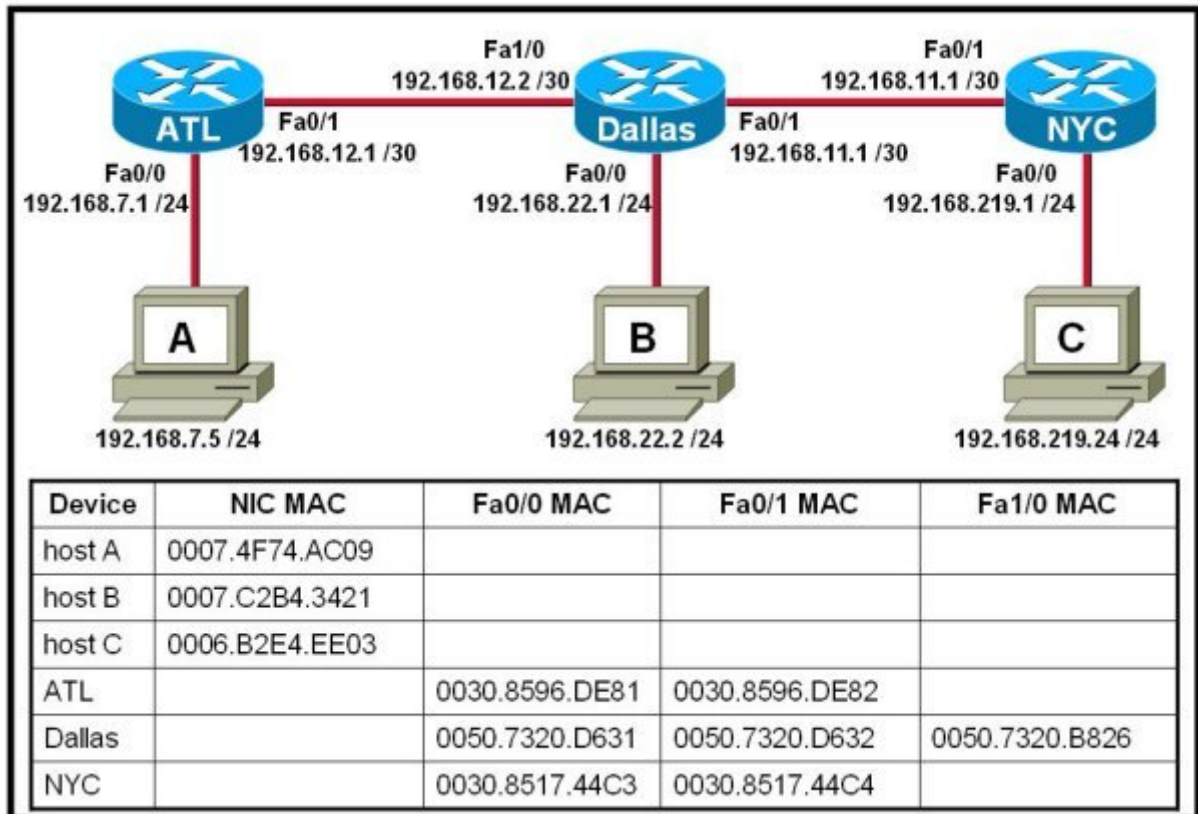 Fa1/0
192.168.12.2 /30
Fa0/1
192.168.11.1 /30
ATL
Dallas
NYC
Fa0/1
192.168.12.1 /30
Fa0/1
192.168.11.1 /30
Fa0/0
192.168.7.1 /24
Fa0/0
192.168.22.1 /24
Fa0/0
192.168.219.1 /24
A
B
C
192.168.7.5 /24
192.168.22.2 /24
192.168.219.24 /24
Device NIC MAC Fa0/0 MAC Fa0/1 MAC Fa1/0 MAC
host A 0007.4F74.AC09
host B 0007.C2B4.3421
host C 0006.B2E4.EE03
ATL 0030.8596.DE81 0030.8596.DE82
Dallas 0050.7320.D631 0050.7320.D632 0050.7320.B826
NYC 0030.8517.44C3 0030.8517.44C4